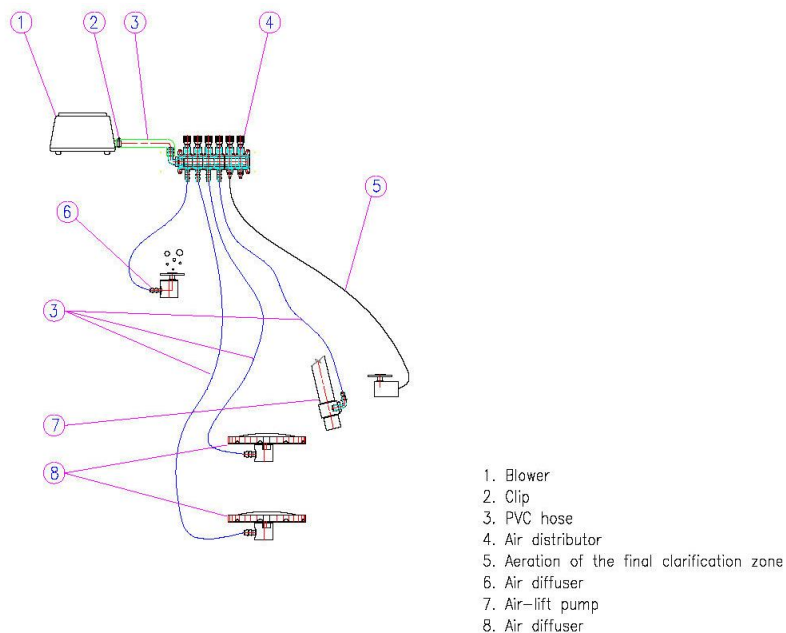 1 2 3 4
5
6
3
7
8
1. Blower
2. Clip
3. PVC hose
4. Air distributor
5. Aeration of the final clarification zone
6. Air diffuser
7. Air-lift pump
8. Air diffuser